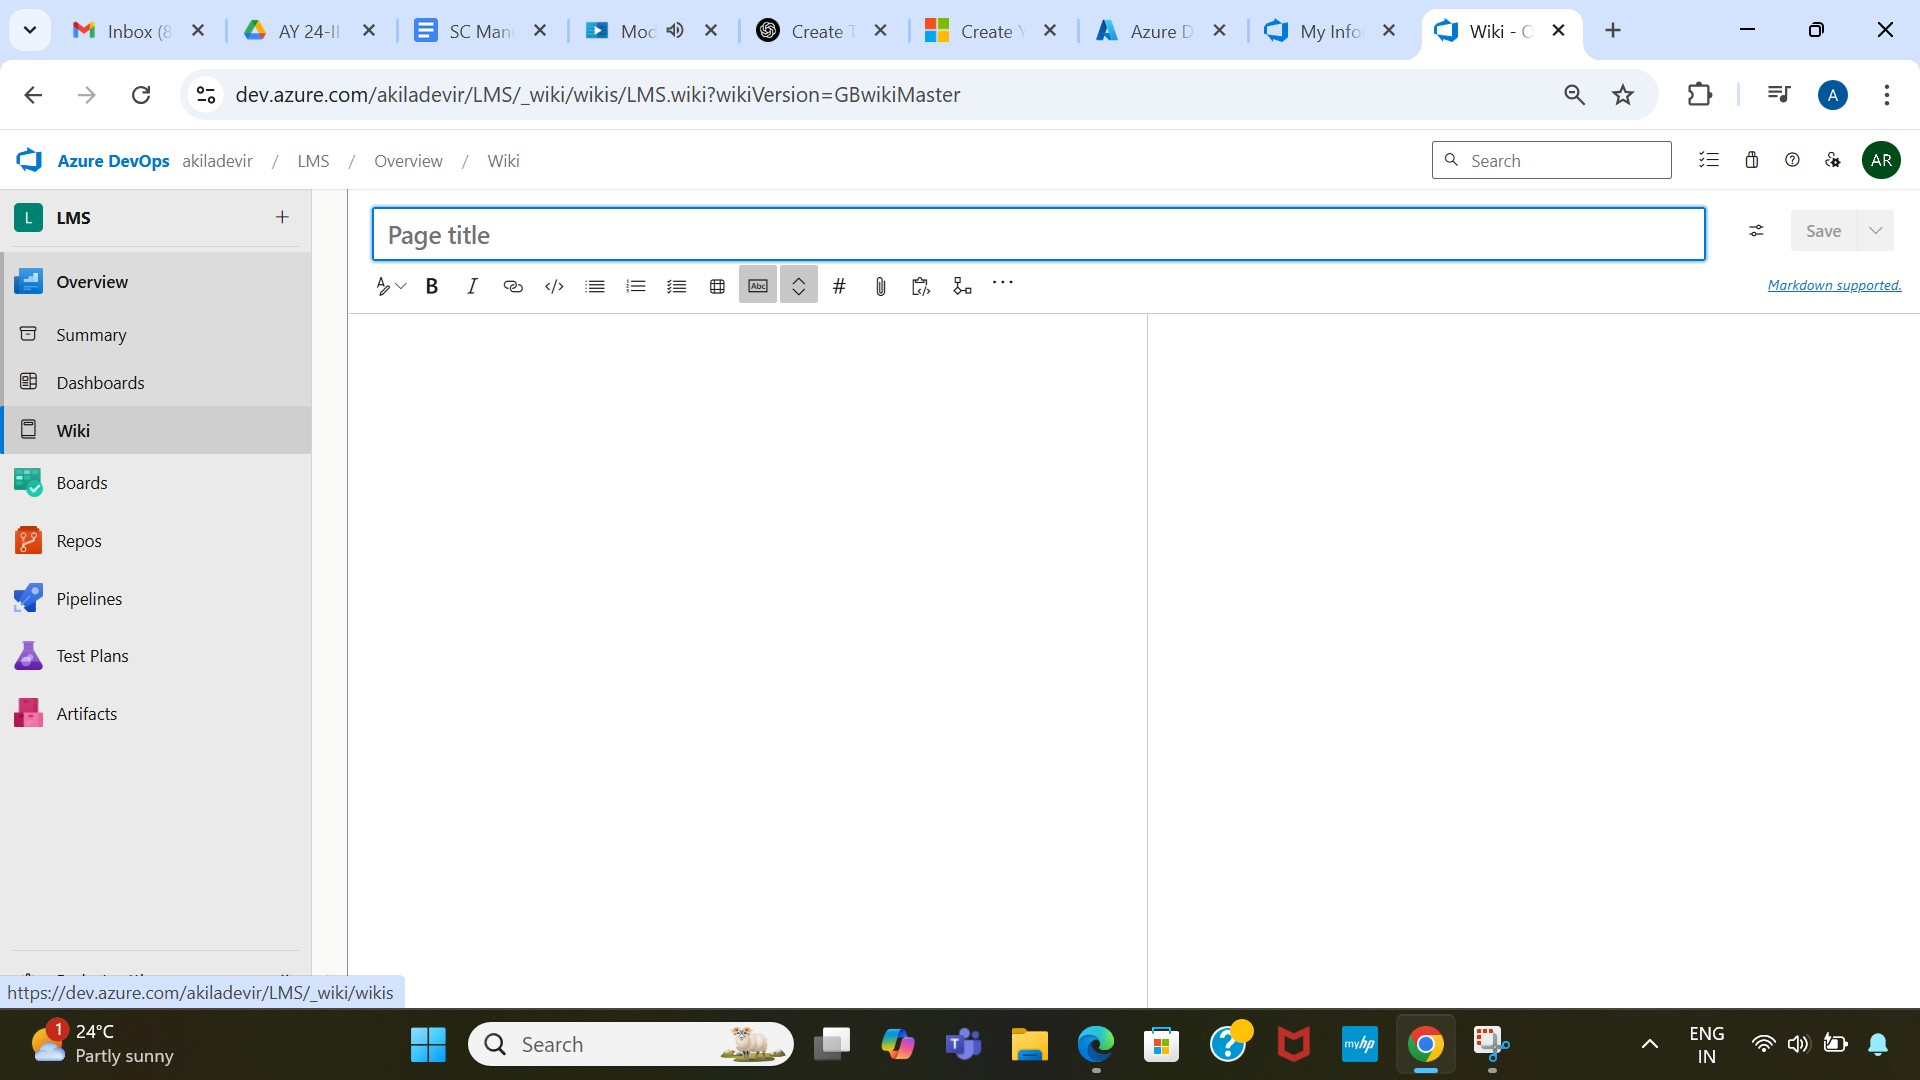 Inbox (8
AY 24-II
SC Man
Mod
Create T
Create Y
Azure D
My Info
Wiki - O
dev.azure.com/akiladevir/LMS/_wiki/wikis/LMS.wiki?wikiVersion=GBwikiMaster
A
Azure DevOps akiladevir / LMS / Overview / Wiki
Search
AR
L LMS
Page title
Save
Overview
Markdown supported.
Abc
Summary
Dashboards
Wiki
Boards
Repos
Pipelines
Test Plans
Artifacts
https://dev.azure.com/akiladevir/LMS/_wiki/wikis
1
24°C
Partly sunny
Search
myhp
ENG
IN